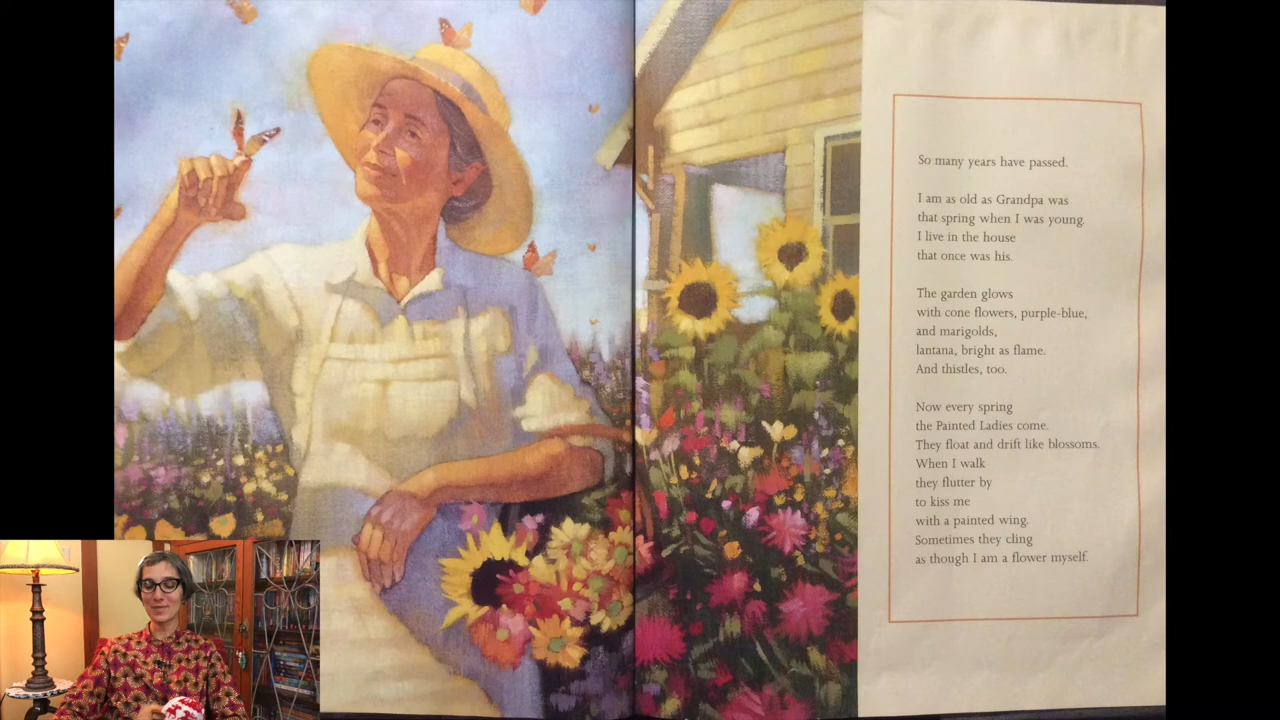 So many years have passed.
I am as old as Grandpa was
that spring when I was young.
I live in the house
that once was his.
The garden glows
with cone flowers, purple-blue,
and marigolds,
lantana, bright as flame.
And thistles, too.
Now every spring
the Painted Ladies come.
They float and drift like blossoms.
When I walk
they flutter by
to kiss me
with a painted wing.
Sometimes they cling
as though I am a flower myself.